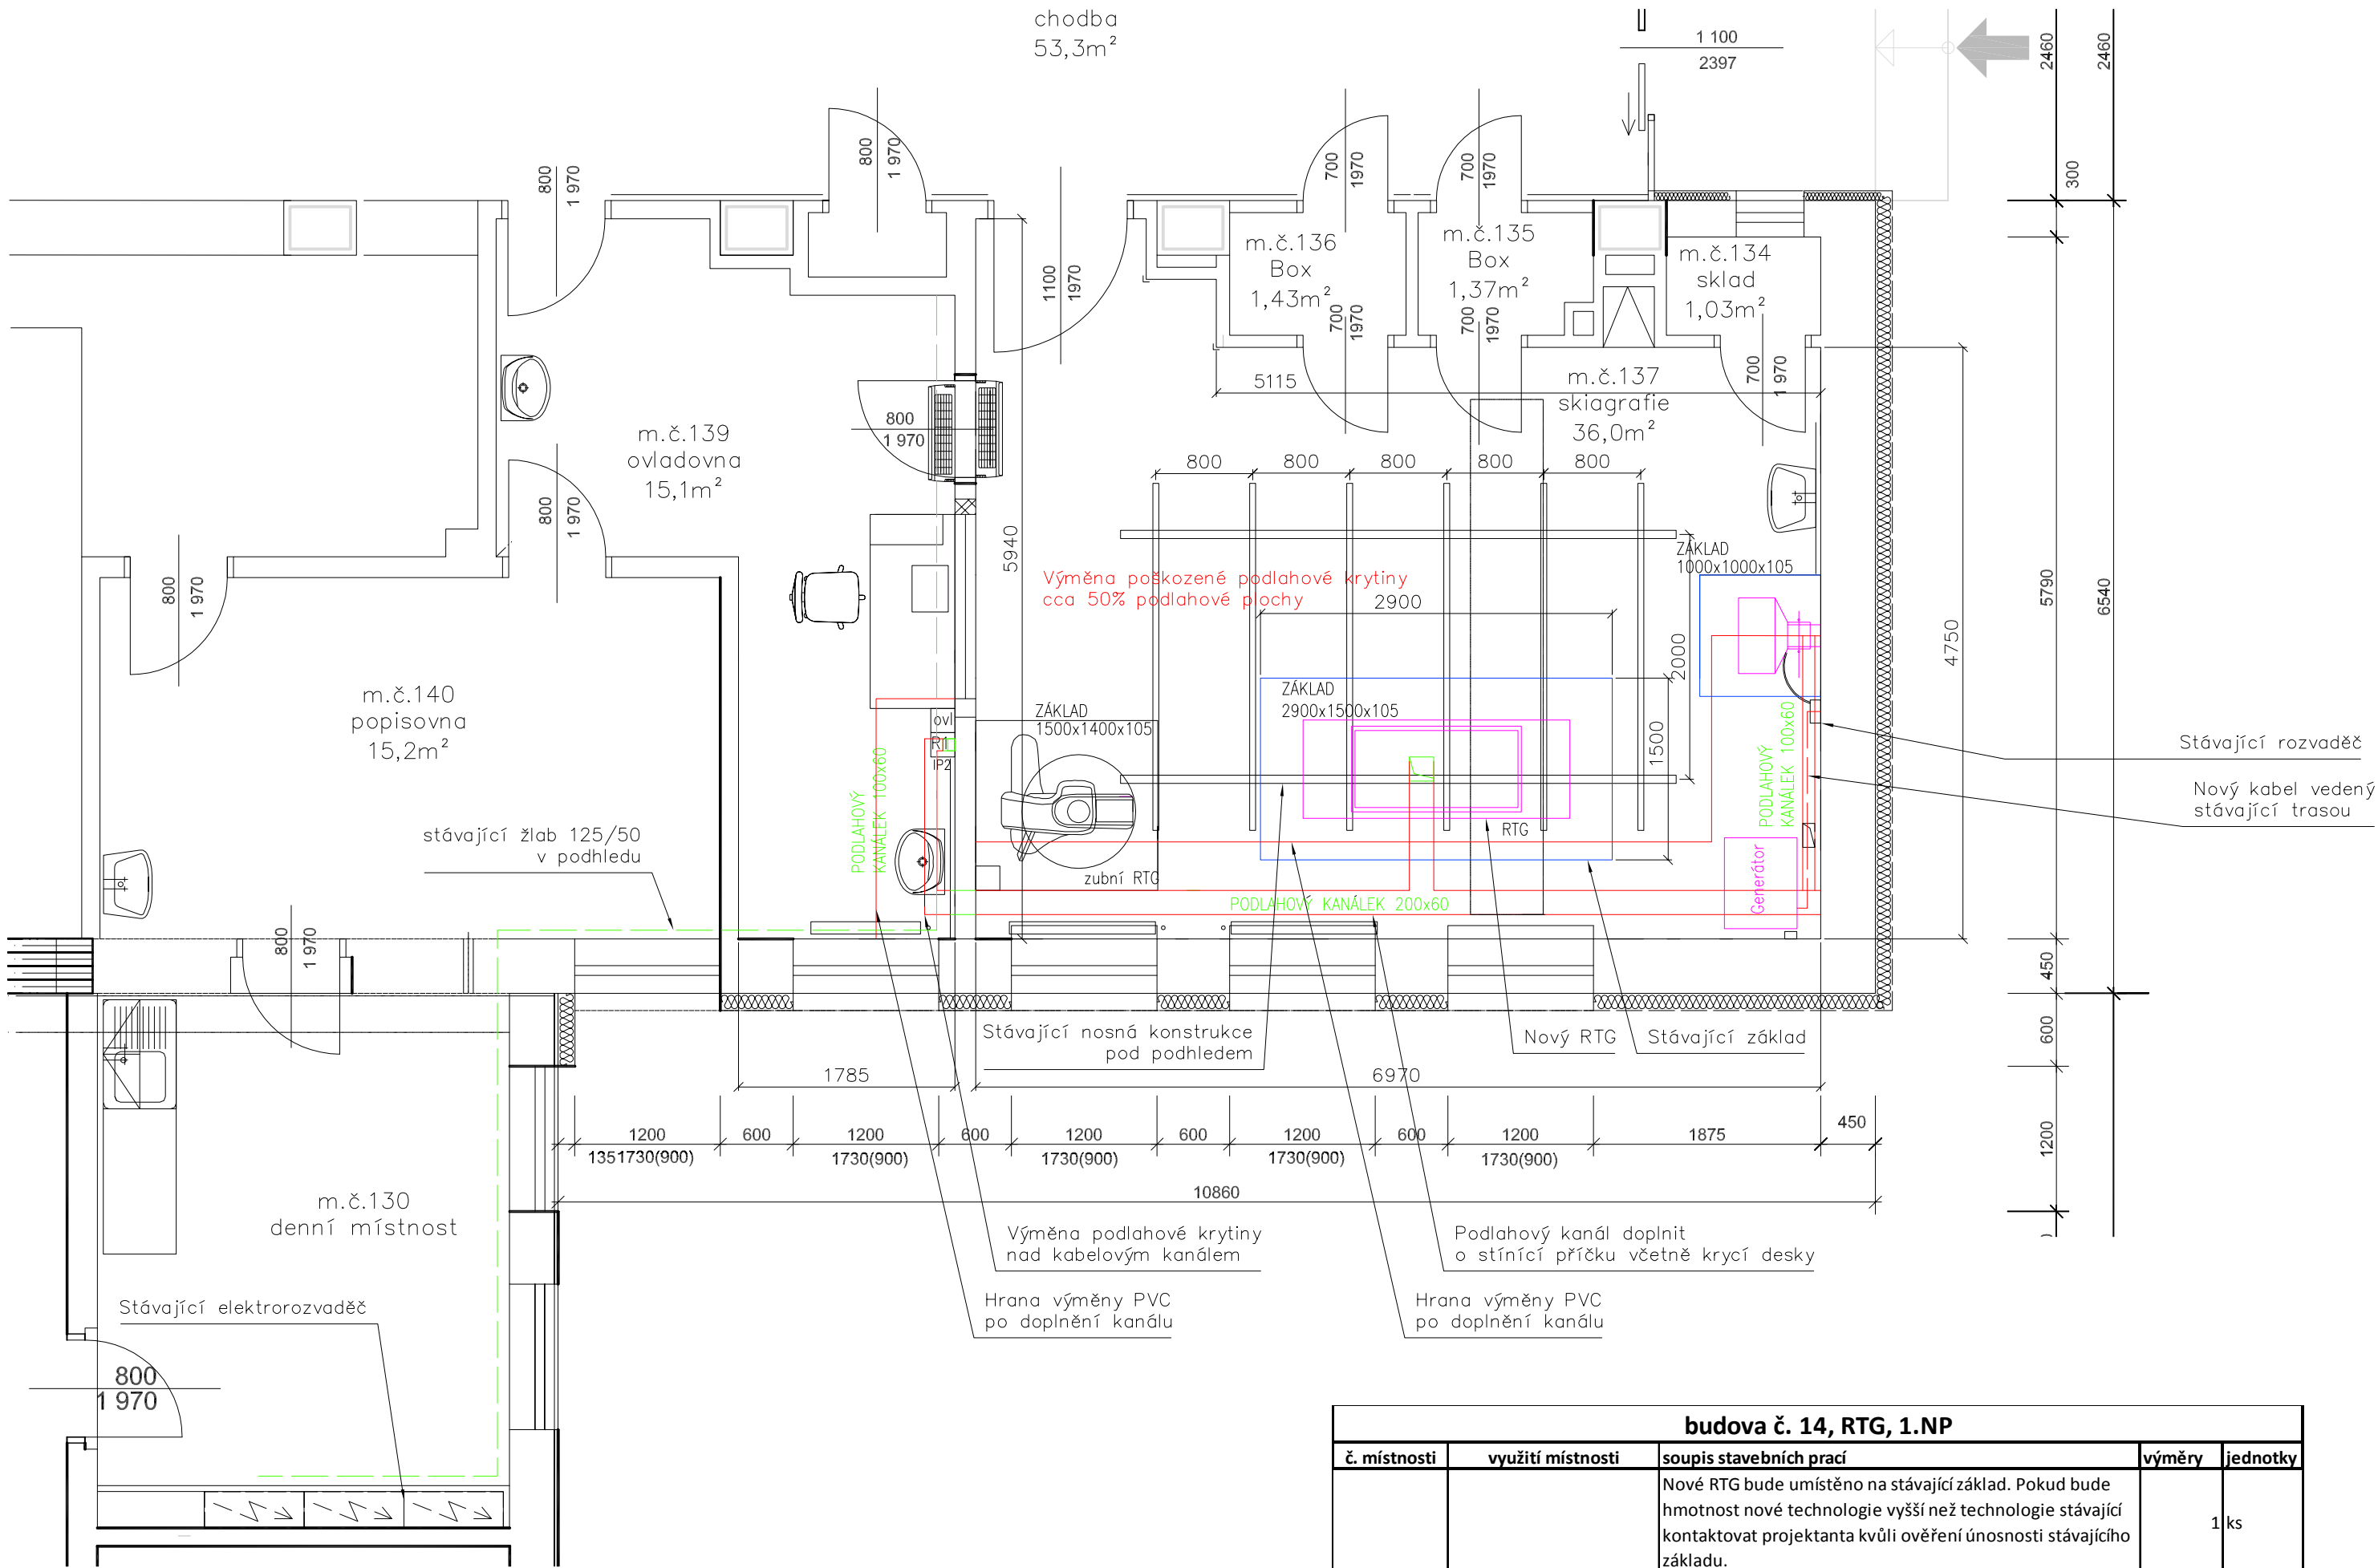 chodba
53,3m²
1 100
2397
2460
2460
300
800
1 970
800
1 970
700
1970
700
1970
m.č.136
Box
1,43m²
m.č.135
Box
1,37m²
m.č.134
sklad
1,03m²
1100
1970
700
1970
700
1970
700
1 970
5115
m.č.137
skiagrafie
36,0m²
m.č.139
ovladovna
15,1m²
800
1 970
800
800
800
800
800
800
1 970
5940
ZÁKLAD
1000x1000x105
Výměna poškozené podlahové krytiny
cca 50% podlahové plochy
2900
2000
1500
4750
5790
6540
800
1 970
m.č.140
popisovna
15,2m²
ZÁKLAD
2900x1500x105
ZÁKLAD
1500x1400x105
ovl
R1
IP2
PODLAHOVÝ
KANÁLEK 100x60
PODLAHOVÝ
KANÁLEK 100x60
Stávající rozvaděč
Nový kabel vedený
stávající trasou
stávající žlab 125/50
v podhledu
RTG
zubní RTG
Generátor
PODLAHOVÝ KANÁLEK 200x60
800
1 970
450
600
1200
Stávající nosná konstrukce
pod podhledem
Nový RTG
Stávající základ
1785
6970
1200
600
1200
600
1200
600
1200
600
1200
1875
450
1351730(900)
1730(900)
1730(900)
1730(900)
1730(900)
10860
m.č.130
denní místnost
Výměna podlahové krytiny
nad kabelovým kanálem
Podlahový kanál doplnit
o stínící příčku včetně krycí desky
Hrana výměny PVC
po doplnění kanálu
Hrana výměny PVC
po doplnění kanálu
Stávající elektrorozvaděč
800
1 970
budova č. 14, RTG, 1.NP
č. místnosti využití místnosti soupis stavebních prací výměry jednotky
Nové RTG bude umístěno na stávající základ. Pokud bude
hmotnost nové technologie vyšší než technologie stávající
kontaktovat projektanta kvůli ověření únosnosti stávajícího
základu.
1 ks